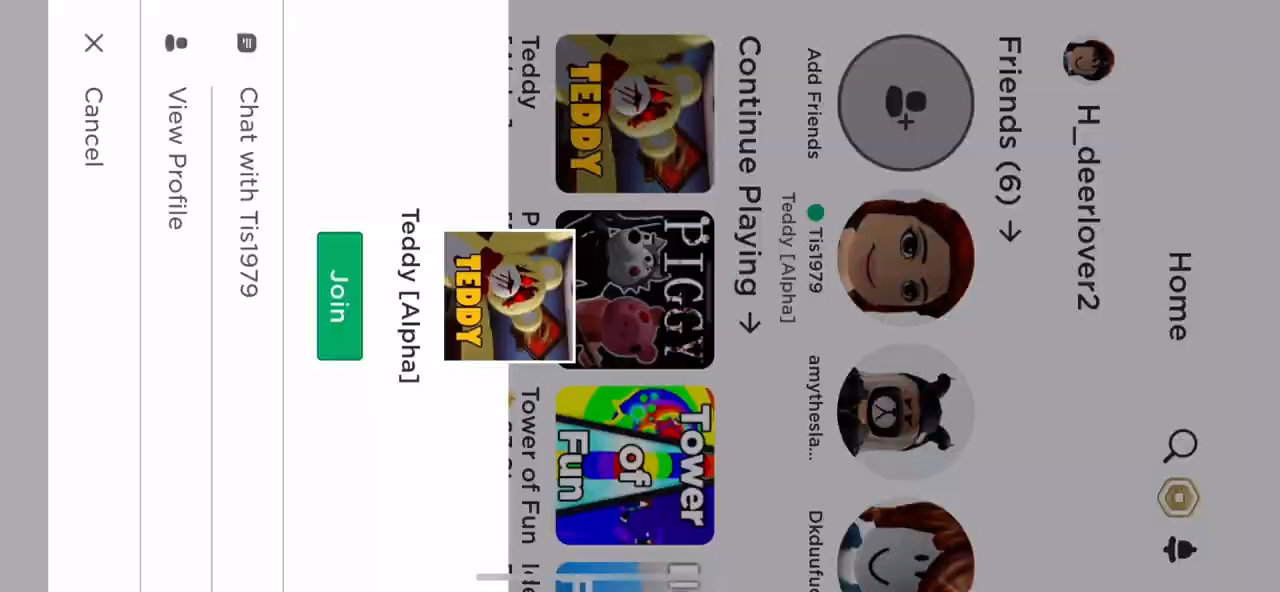 Home
H_deerlover2
Friends (6) →
Add Friends
Tis1979
Teddy [Alpha]
amythesla...
Continue Playing →
TEDDY
PIGGY
Tower
of
Fun
Teddy
Tower of Fun
TEDDY
Teddy [Alpha]
Join
Chat with Tis1979
View Profile
Cancel